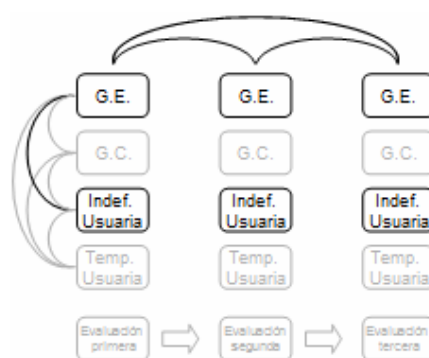 G.E. G.E. G.E.
G.C. G.C. G.C.
Indef. Indef. Indef.
Usuaria Usuaria Usuaria
Temp. Temp. Temp.
Usuaria Usuaria Usuaria
Evaluación Evaluación Evaluación
primera segunda tercera